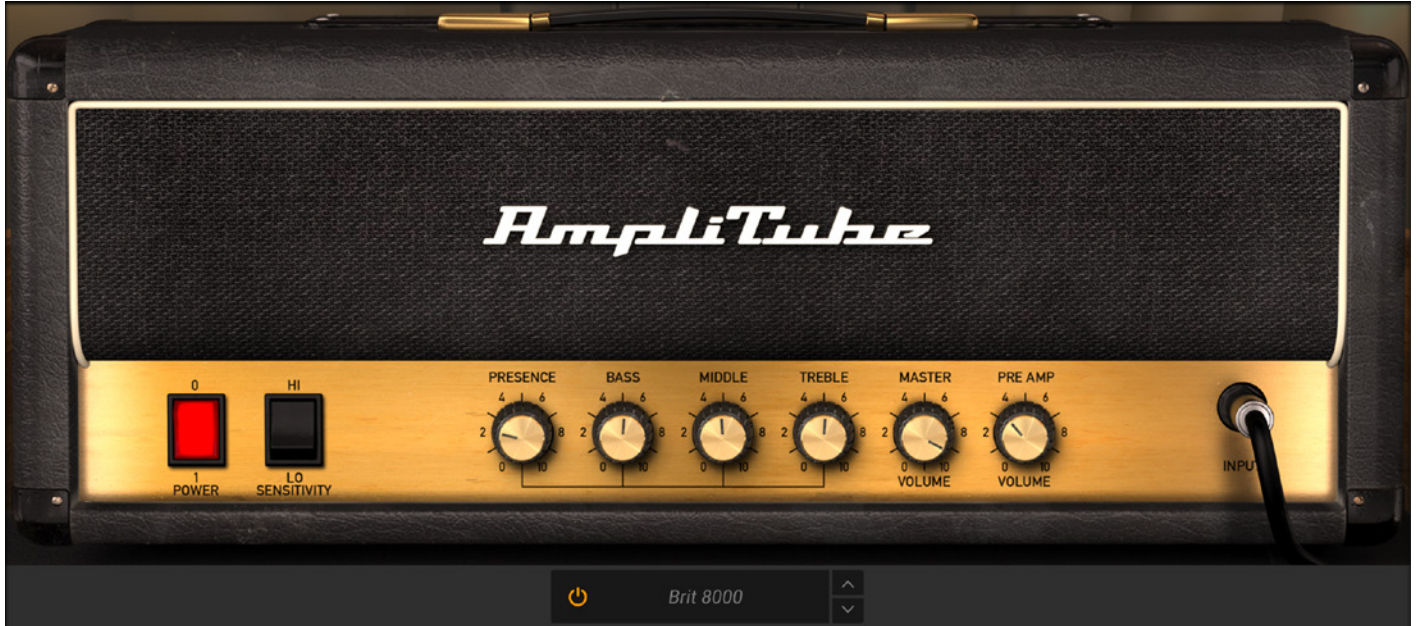 AmpliTube
0 HI PRESENCE BASS MIDDLE TREBLE MASTER PRE AMP
4 6 4 6 4 6 4 6 4 6 4 6
2 8 2 8 2 8 2 8 2 8 2 8
0 10 0 10 0 10 0 10 0 10 0 10
1 LO VOLUME VOLUME INPUT
POWER SENSITIVITY
Brit 8000